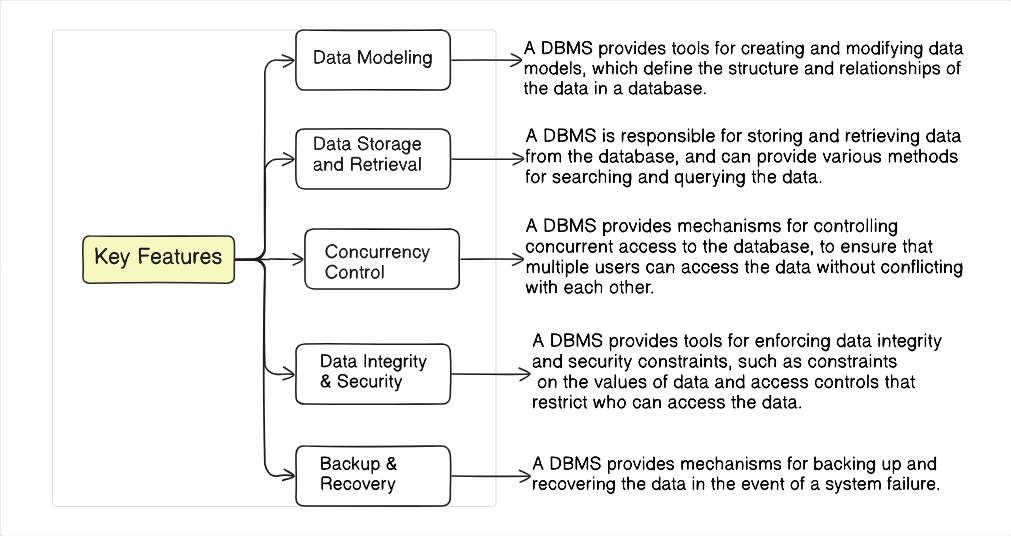 Key Features
Data Modeling
A DBMS provides tools for creating and modifying data
models, which define the structure and relationships of
the data in a database.
Data Storage
and Retrieval
A DBMS is responsible for storing and retrieving data
from the database, and can provide various methods
for searching and querying the data.
Concurrency
Control
A DBMS provides mechanisms for controlling
concurrent access to the database, to ensure that
multiple users can access the data without conflicting
with each other.
Data Integrity
& Security
A DBMS provides tools for enforcing data integrity
and security constraints, such as constraints
on the values of data and access controls that
restrict who can access the data.
Backup &
Recovery
A DBMS provides mechanisms for backing up and
recovering the data in the event of a system failure.